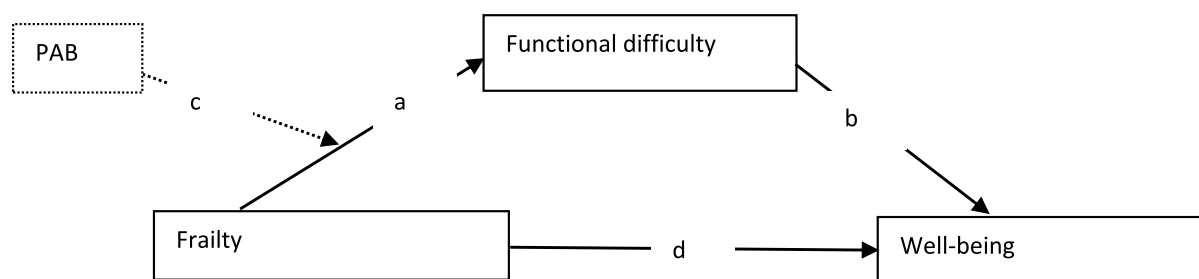 PAB
Functional difficulty
c
a
b
Frailty
d
Well-being